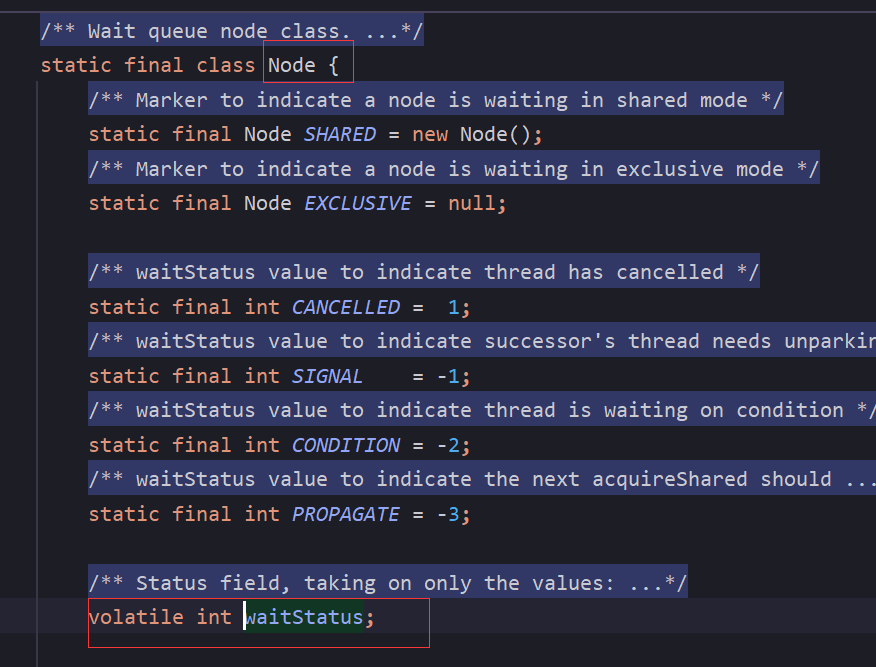 /** Wait queue node class. ...*/
static final class Node {
/** Marker to indicate a node is waiting in shared mode */
static final Node SHARED = new Node();
/** Marker to indicate a node is waiting in exclusive mode */
static final Node EXCLUSIVE = null;
/** waitStatus value to indicate thread has cancelled */
static final int CANCELLED =  1;
/** waitStatus value to indicate successor's thread needs unparkin
static final int SIGNAL    = -1;
/** waitStatus value to indicate thread is waiting on condition */
static final int CONDITION = -2;
/** waitStatus value to indicate the next acquireShared should ...
static final int PROPAGATE = -3;
/** Status field, taking on only the values: ...*/
volatile int waitStatus;